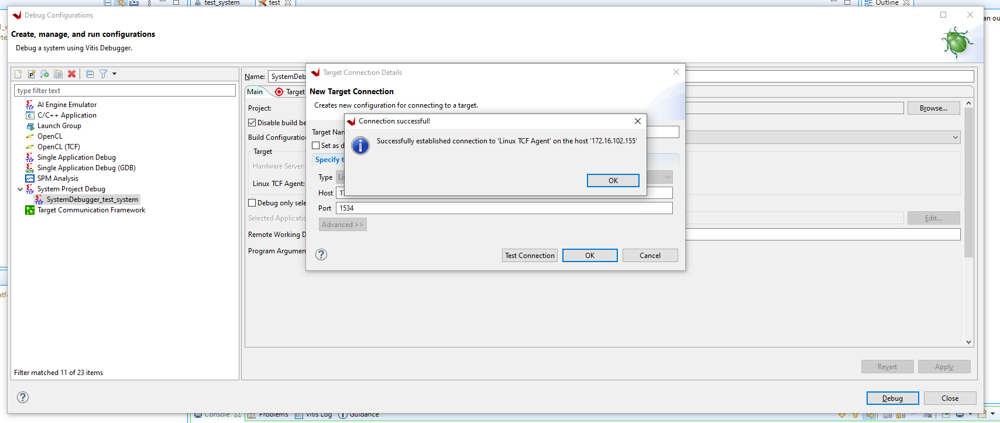 test_system
test
Outline
Debug Configurations
an ou
Create, manage, and run configurations
Debug a system using Vitis Debugger.
type filter text
AI Engine Emulator
C/C++ Application
Launch Group
OpenCL
OpenCL (TCF)
Single Application Debug
Single Application Debug (GDB)
SPM Analysis
System Project Debug
SystemDebugger_test_system
Target Communication Framework
Filter matched 11 of 23 items
Name: SystemDeb
Main Target
Project:
Browse...
Disable build be
Build Configuration
Target
Hardware Server:
Linux TCF Agent:
Debug only sele
Selected Applicatio
Edit...
Remote Working D
Program Argumen
Revert Apply
Debug Close
Target Connection Details
New Target Connection
Creates new configuration for connecting to a target.
Target Nan
Set as d
Specify t
Type Li
Host 17
Port 1534
Advanced >>
Test Connection OK Cancel
Connection successful!
Successfully established connection to 'Linux TCF Agent' on the host '172.16.102.155'
OK
Console Problems Vitis Log Guidance